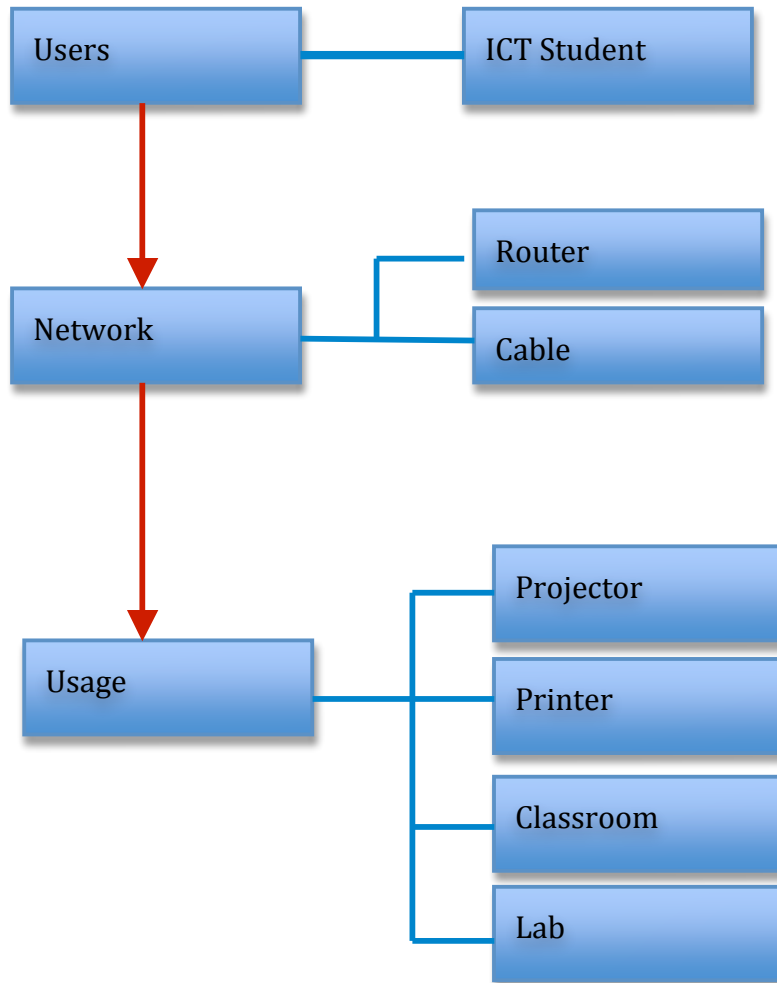 Users
ICT Student
Router
Network
Cable
Projector
Usage
Printer
Classroom
Lab